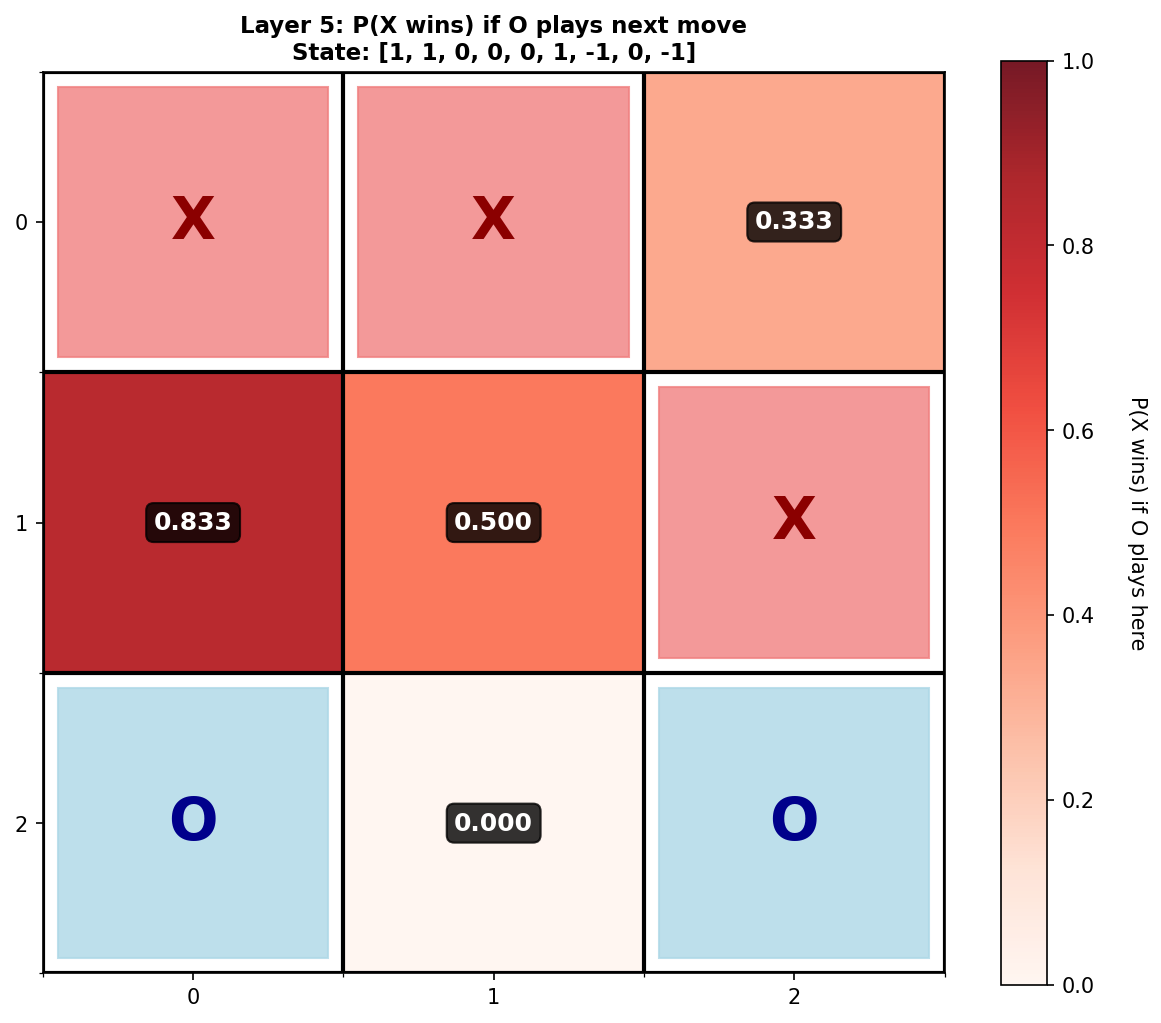 Layer 5: P(X wins) if O plays next move
State: [1, 1, 0, 0, 0, 1, -1, 0, -1]
X X 0.333
0.833 0.500 X
O 0.000 O
0
1
2
0 1 2
1.0
0.8
0.6
0.4
0.2
0.0
P(X wins) if O plays here